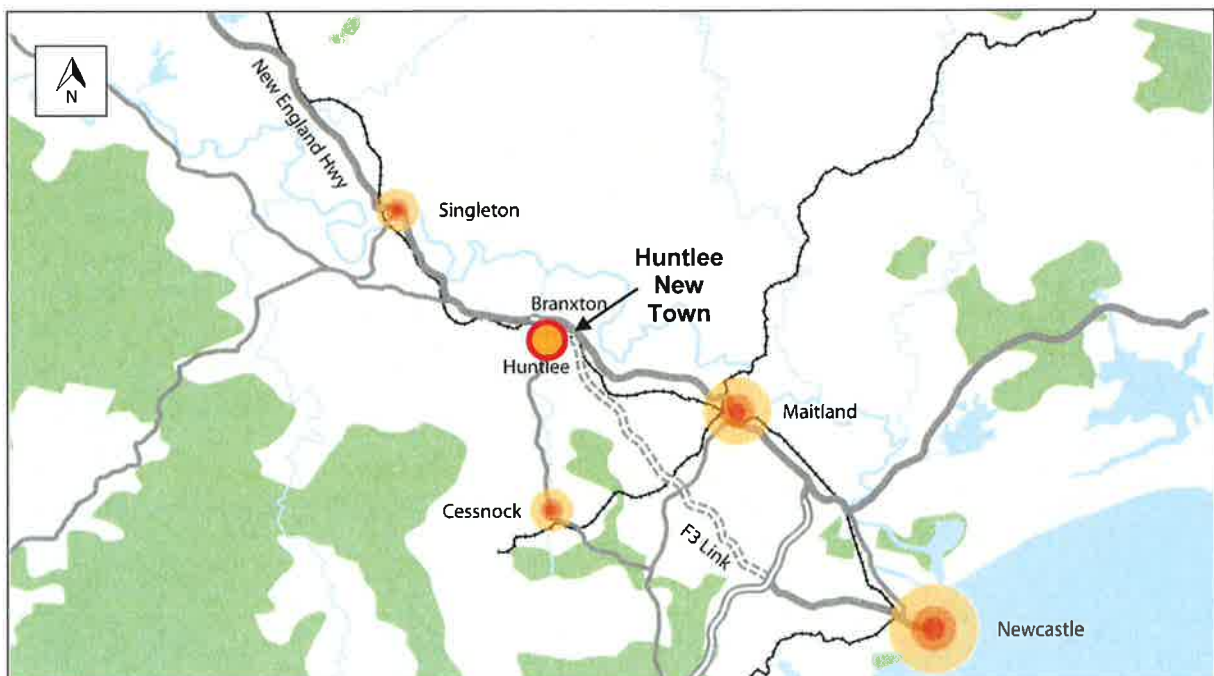 N
New England Hwy
Singleton
Huntlee
New
Town
Branxton
Huntlee
Maitland
Cessnock
F3 Link
Newcastle